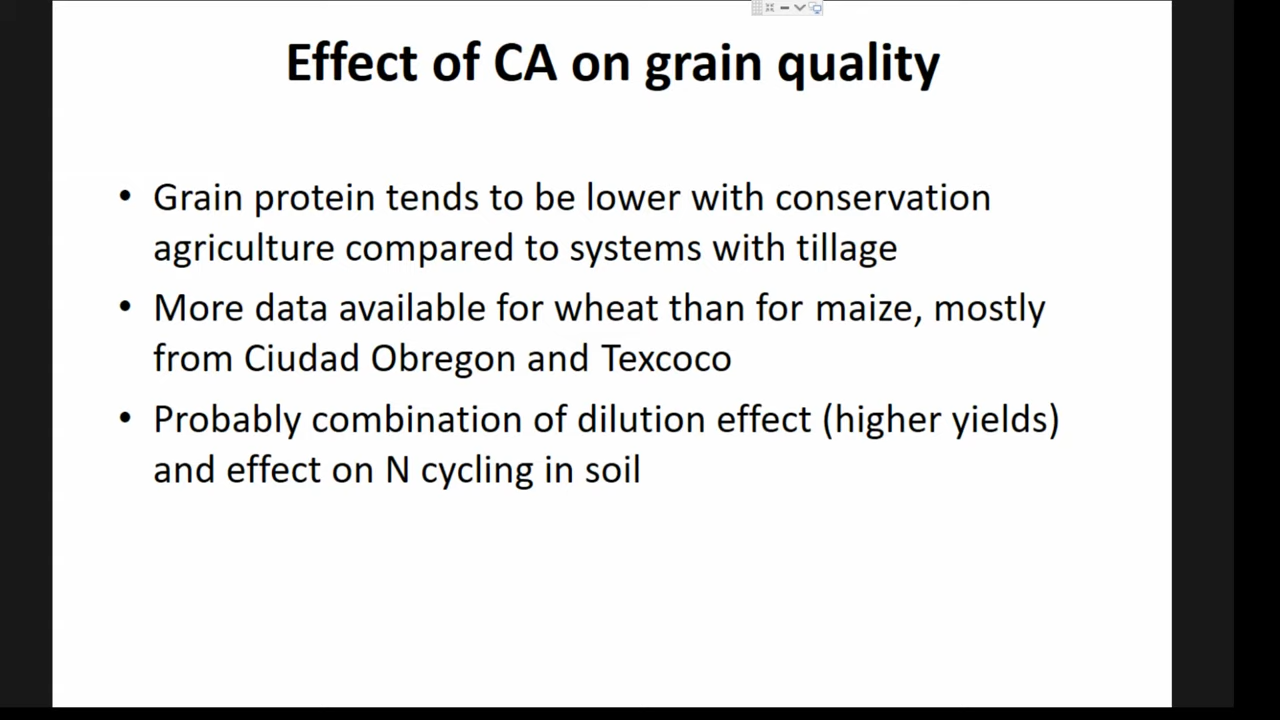 Effect of CA on grain quality
• Grain protein tends to be lower with conservation
agriculture compared to systems with tillage
• More data available for wheat than for maize, mostly
from Ciudad Obregon and Texcoco
• Probably combination of dilution effect (higher yields)
and effect on N cycling in soil